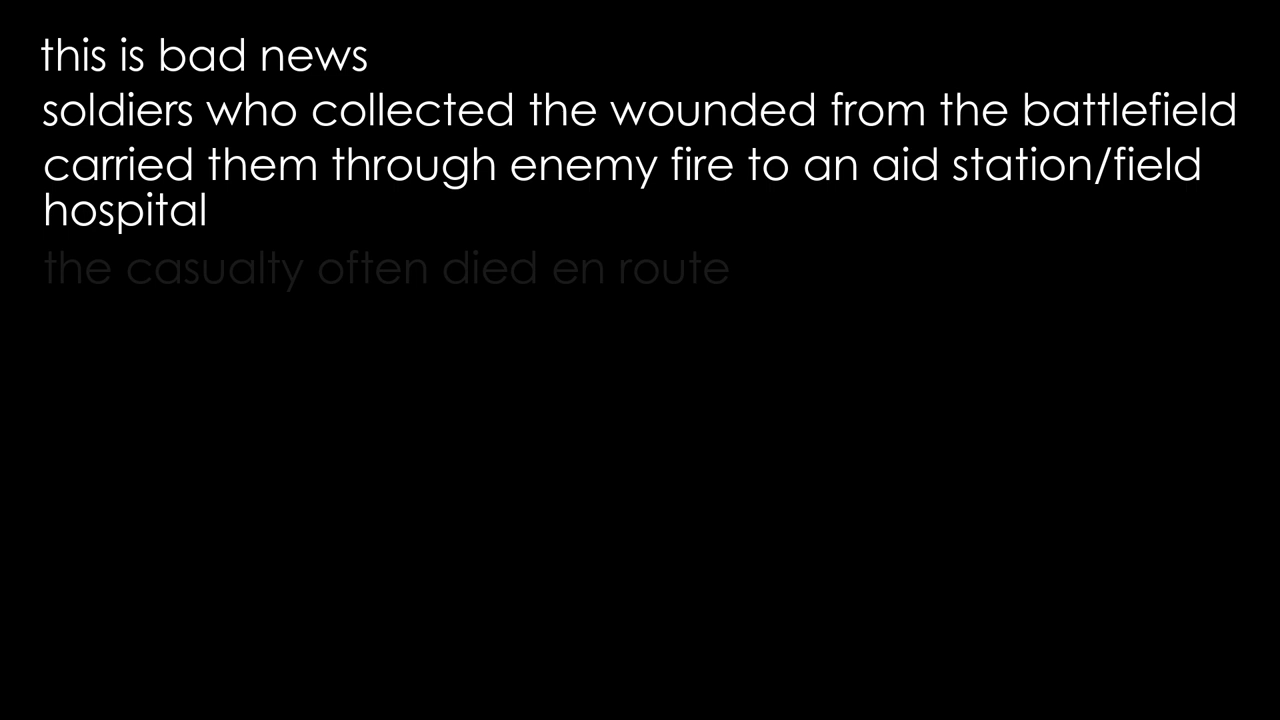 this is bad news
soldiers who collected the wounded from the battlefield
carried them through enemy fire to an aid station/field
hospital
the casualty often died en route